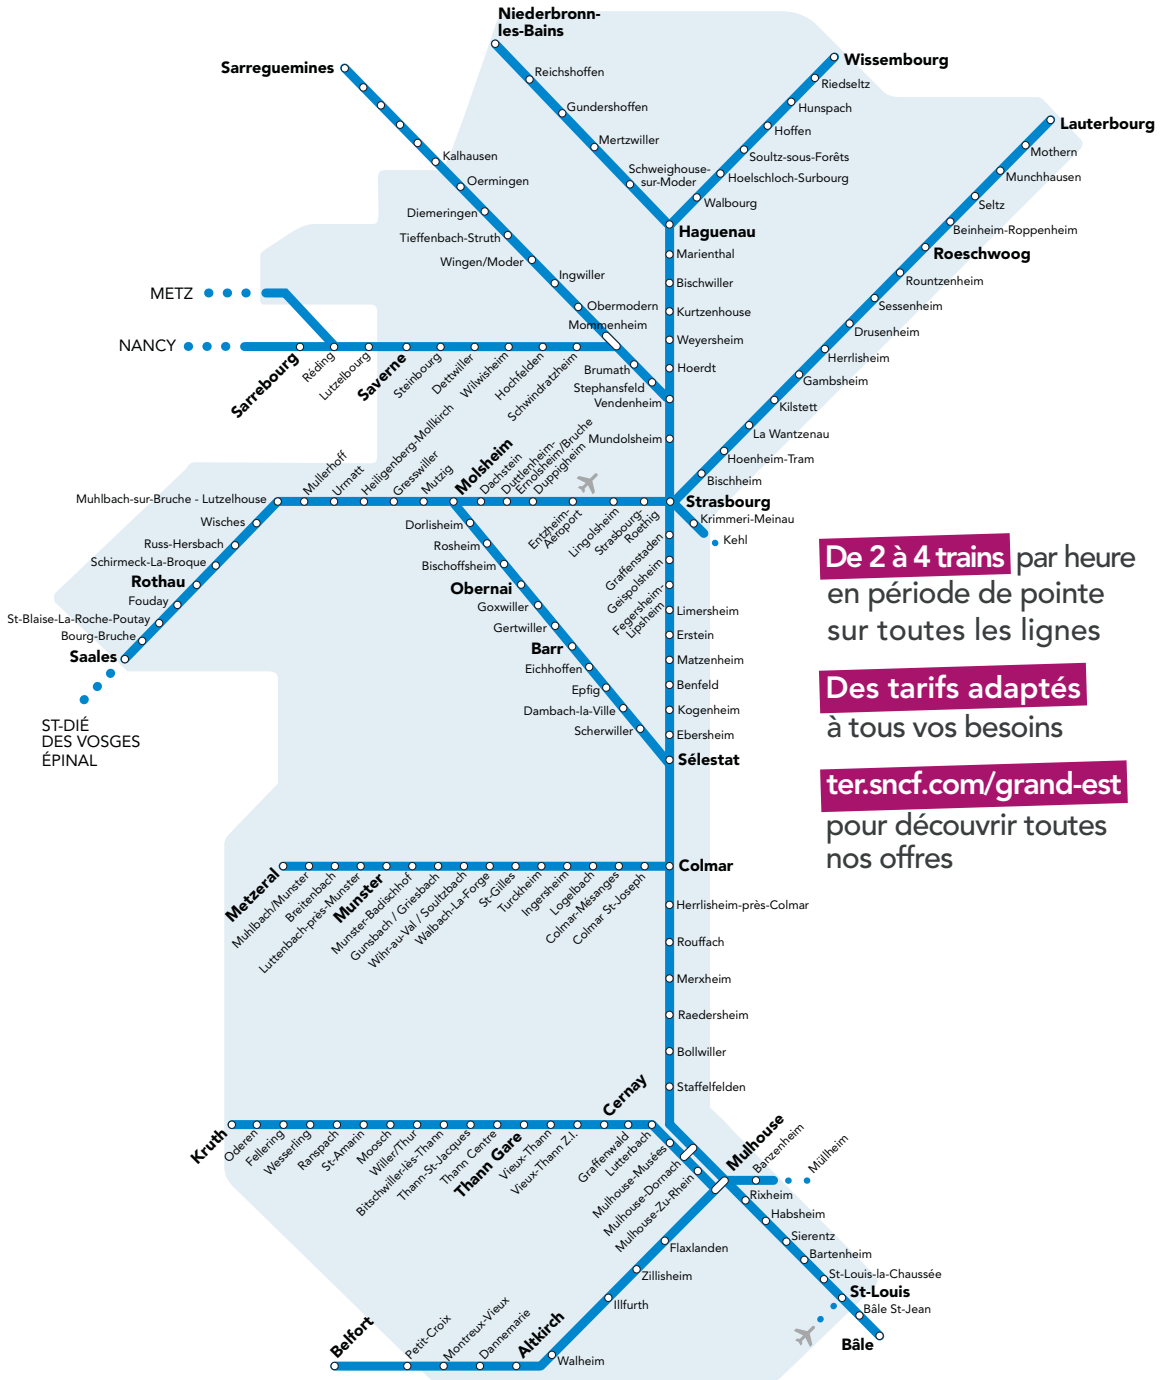 Niederbronn-
les-Bains
Reichshoffen
Gundershoffen
Mertzwiller
Schweighouse-
sur-Moder
Wissembourg
Riedseltz
Hunspach
Hoffen
Soultz-sous-Forêts
Hoelschloch-Surbourg
Walbourg
Haguenau
Marienthal
Bischwiller
Kurtzenhouse
Weyersheim
Hoerdt
Sarreguemines
Kalhausen
Oermingen
Diemeringen
Tieffenbach-Struth
Wingen/Moder
Ingwiller
Obermodern
Mommenheim
Brumath
Stephansfeld
Vendenheim
Mundolsheim
Lauterbourg
Mothern
Munchhausen
Seltz
Beinheim-Roppenheim
Roeschwoog
Rountzenheim
Sessenheim
Drusenheim
Herrlisheim
Gambsheim
Kilstett
La Wantzenau
Hoenheim-Tram
Bischheim
Strasbourg
Krimmeri-Meinau
Kehl
METZ
NANCY
Sarrebourg
Réding
Lutzelbourg
Saverne
Steinbourg
Dettwiller
Wilwisheim
Hochfelden
Schwindratzheim
Muhlbach-sur-Bruche - Lutzelhouse
Mullerhoff
Urmatt
Heiligenberg-Mollkirch
Gresswiller
Mutzig
Molsheim
Dachstein
Duttlenheim-
Ernolsheim/Bruche
Duppigheim
Entzheim-
Aéroport
Lingolsheim
Strasbourg-
Roethig
Wisches
Russ-Hersbach
Schirmeck-La-Broque
Rothau
Fouday
St-Blaise-La-Roche-Poutay
Bourg-Bruche
Saales
ST-DIÉ
DES VOSGES
ÉPINAL
Dorlisheim
Rosheim
Bischoffsheim
Obernai
Goxwiller
Gertwiller
Barr
Eichhoffen
Epfig
Dambach-la-Ville
Scherwiller
Graffenstaden
Geispolsheim
Fegersheim-
Lipsheim
Limersheim
Erstein
Matzenheim
Benfeld
Kogenheim
Ebersheim
Sélestat
De 2 à 4 trains par heure
en période de pointe
sur toutes les lignes
Des tarifs adaptés
à tous vos besoins
ter.sncf.com/grand-est
pour découvrir toutes
nos offres
Colmar
Metzeral
Muhlbach/Munster
Breitenbach
Luttenbach-près-Munster
Munster
Munster-Badischhof
Gunsbach / Griesbach
Wihr-au-Val / Soultzbach
Walbach-La-Forge
St-Gilles
Turckheim
Ingersheim
Logelbach
Colmar-Mésanges
Colmar St-Joseph
Herrlisheim-près-Colmar
Rouffach
Merxheim
Raedersheim
Bollwiller
Staffelfelden
Kruth
Oderen
Fellering
Wesserling
Ranspach
St-Amarin
Moosch
Willer/Thur
Bitschwiller-lès-Thann
Thann-St-Jacques
Thann Centre
Thann Gare
Vieux-Thann
Vieux-Thann Z.I.
Cernay
Graffenwald
Lutterbach
Mulhouse-Musées
Mulhouse-Dornach
Mulhouse-Zu-Rhein
Mulhouse
Banzenheim
Müllheim
Rixheim
Habsheim
Sierentz
Bartenheim
St-Louis-la-Chaussée
St-Louis
Bâle St-Jean
Bâle
Flaxlanden
Zillisheim
Illfurth
Walheim
Altkirch
Dannemarie
Montreux-Vieux
Petit-Croix
Belfort